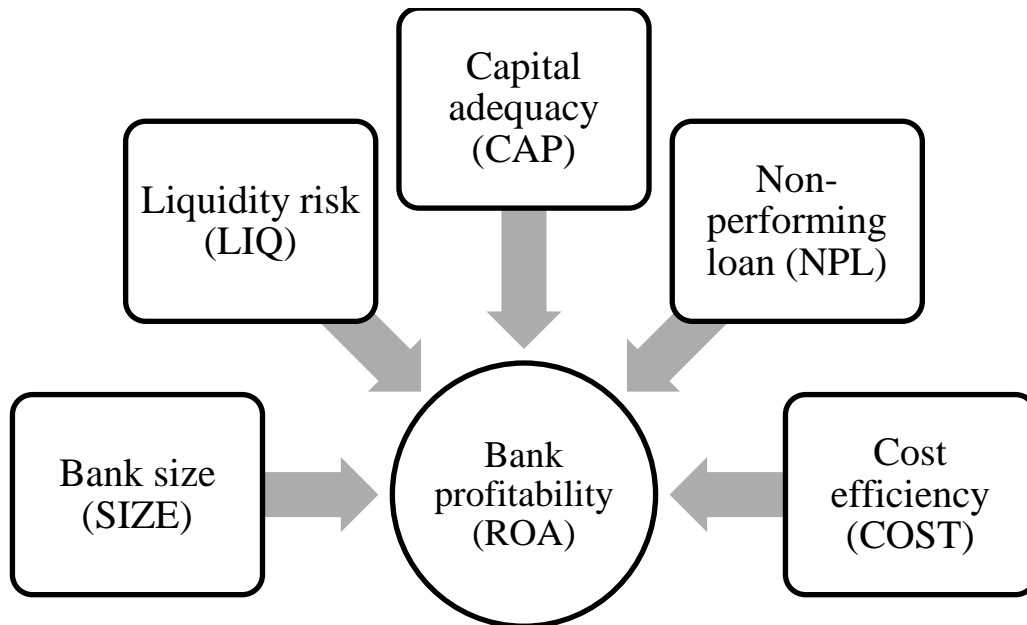 Capital
adequacy
(CAP)
Liquidity risk
(LIQ)
Non-
performing
loan (NPL)
Bank size
(SIZE)
Bank
profitability
(ROA)
Cost
efficiency
(COST)